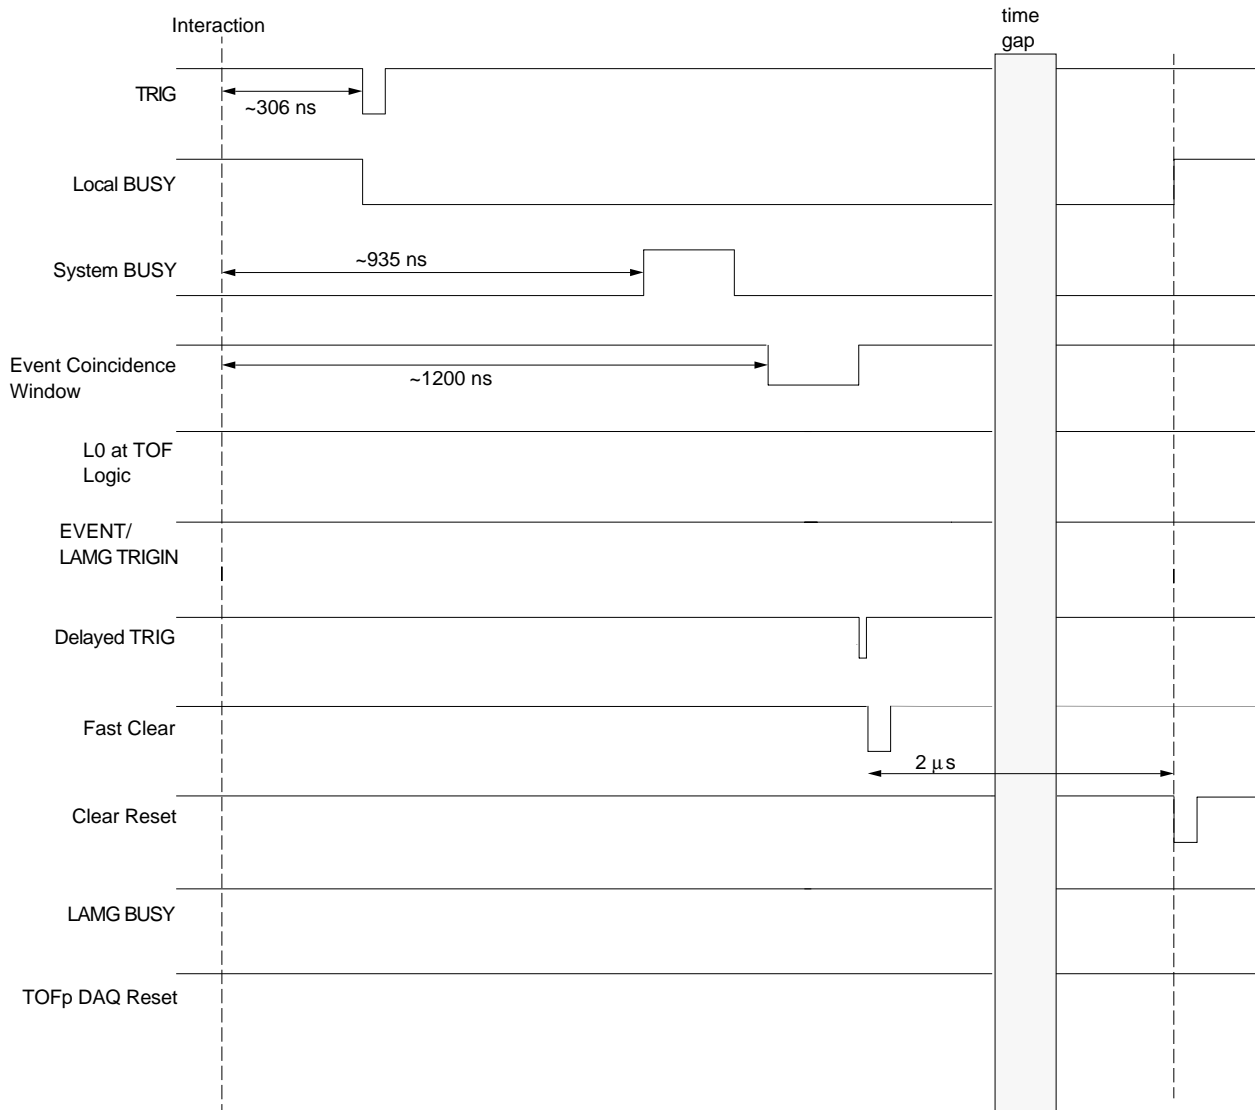 Interaction
time
gap
TRIG
~306 ns
Local BUSY
System BUSY
~935 ns
Event Coincidence
Window
~1200 ns
L0 at TOF
Logic
EVENT/
LAMG TRIGIN
Delayed TRIG
Fast Clear
2 μs
Clear Reset
LAMG BUSY
TOFp DAQ Reset